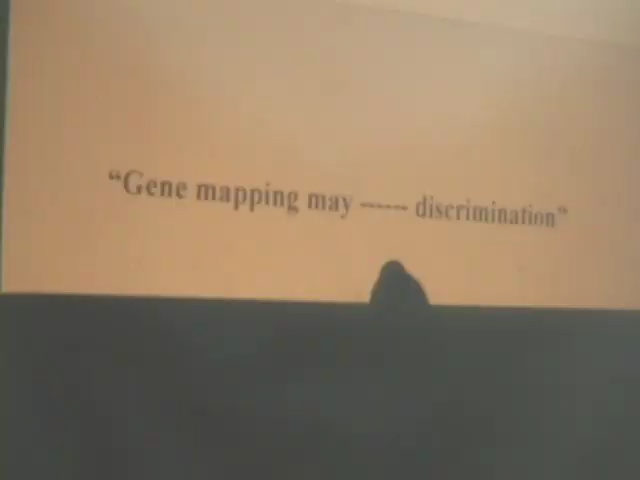 “Gene mapping may ------ discrimination”